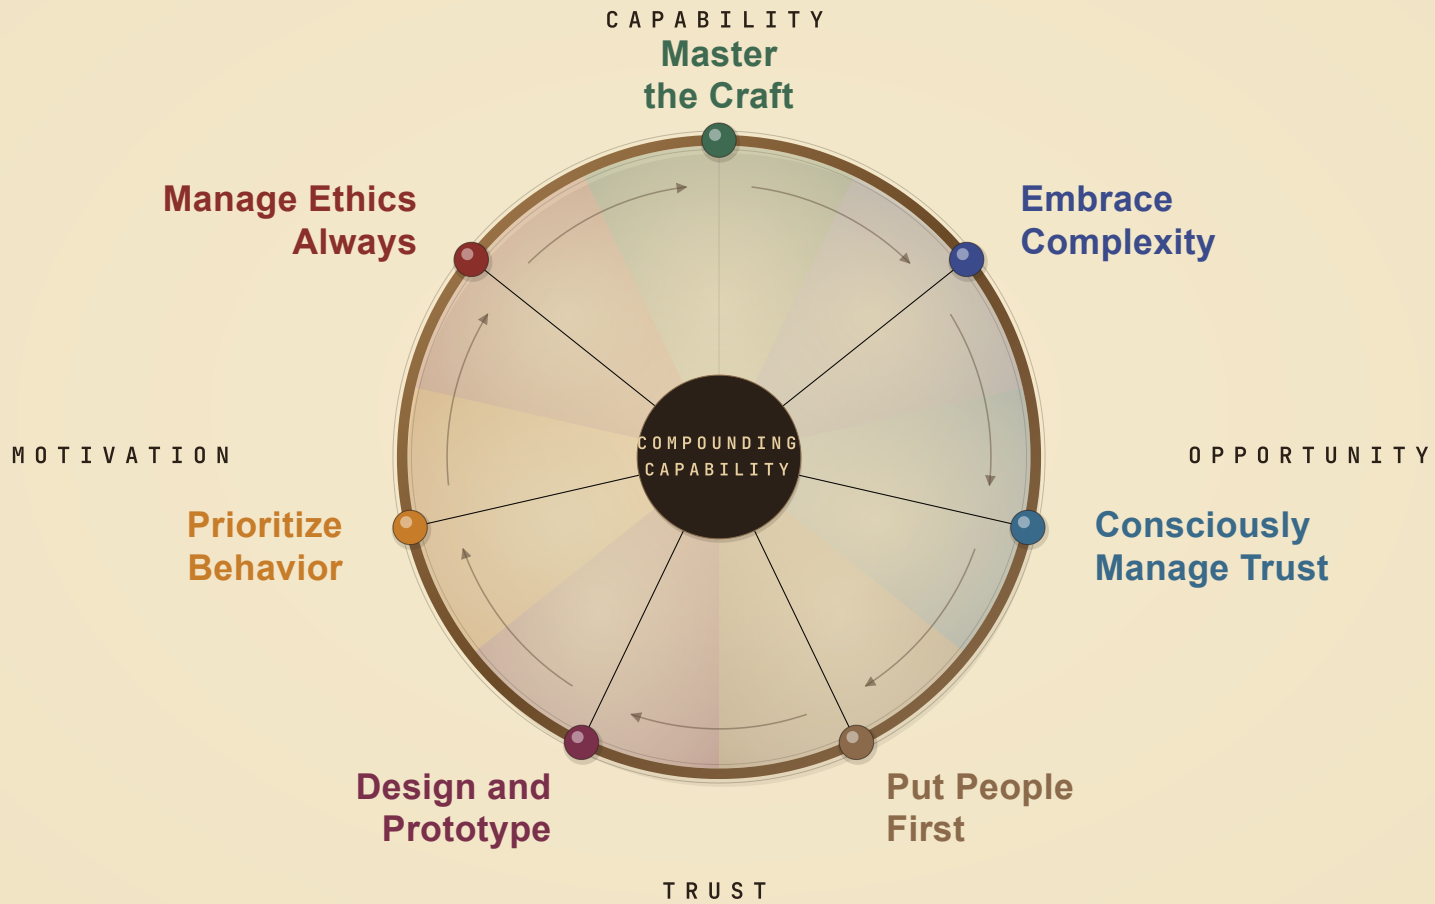 CAPABILITY
Master
the Craft
Manage Ethics
Always
Embrace
Complexity
COMPOUNDING
CAPABILITY
MOTIVATION
OPPORTUNITY
Prioritize
Behavior
Consciously
Manage Trust
Design and
Prototype
Put People
First
TRUST